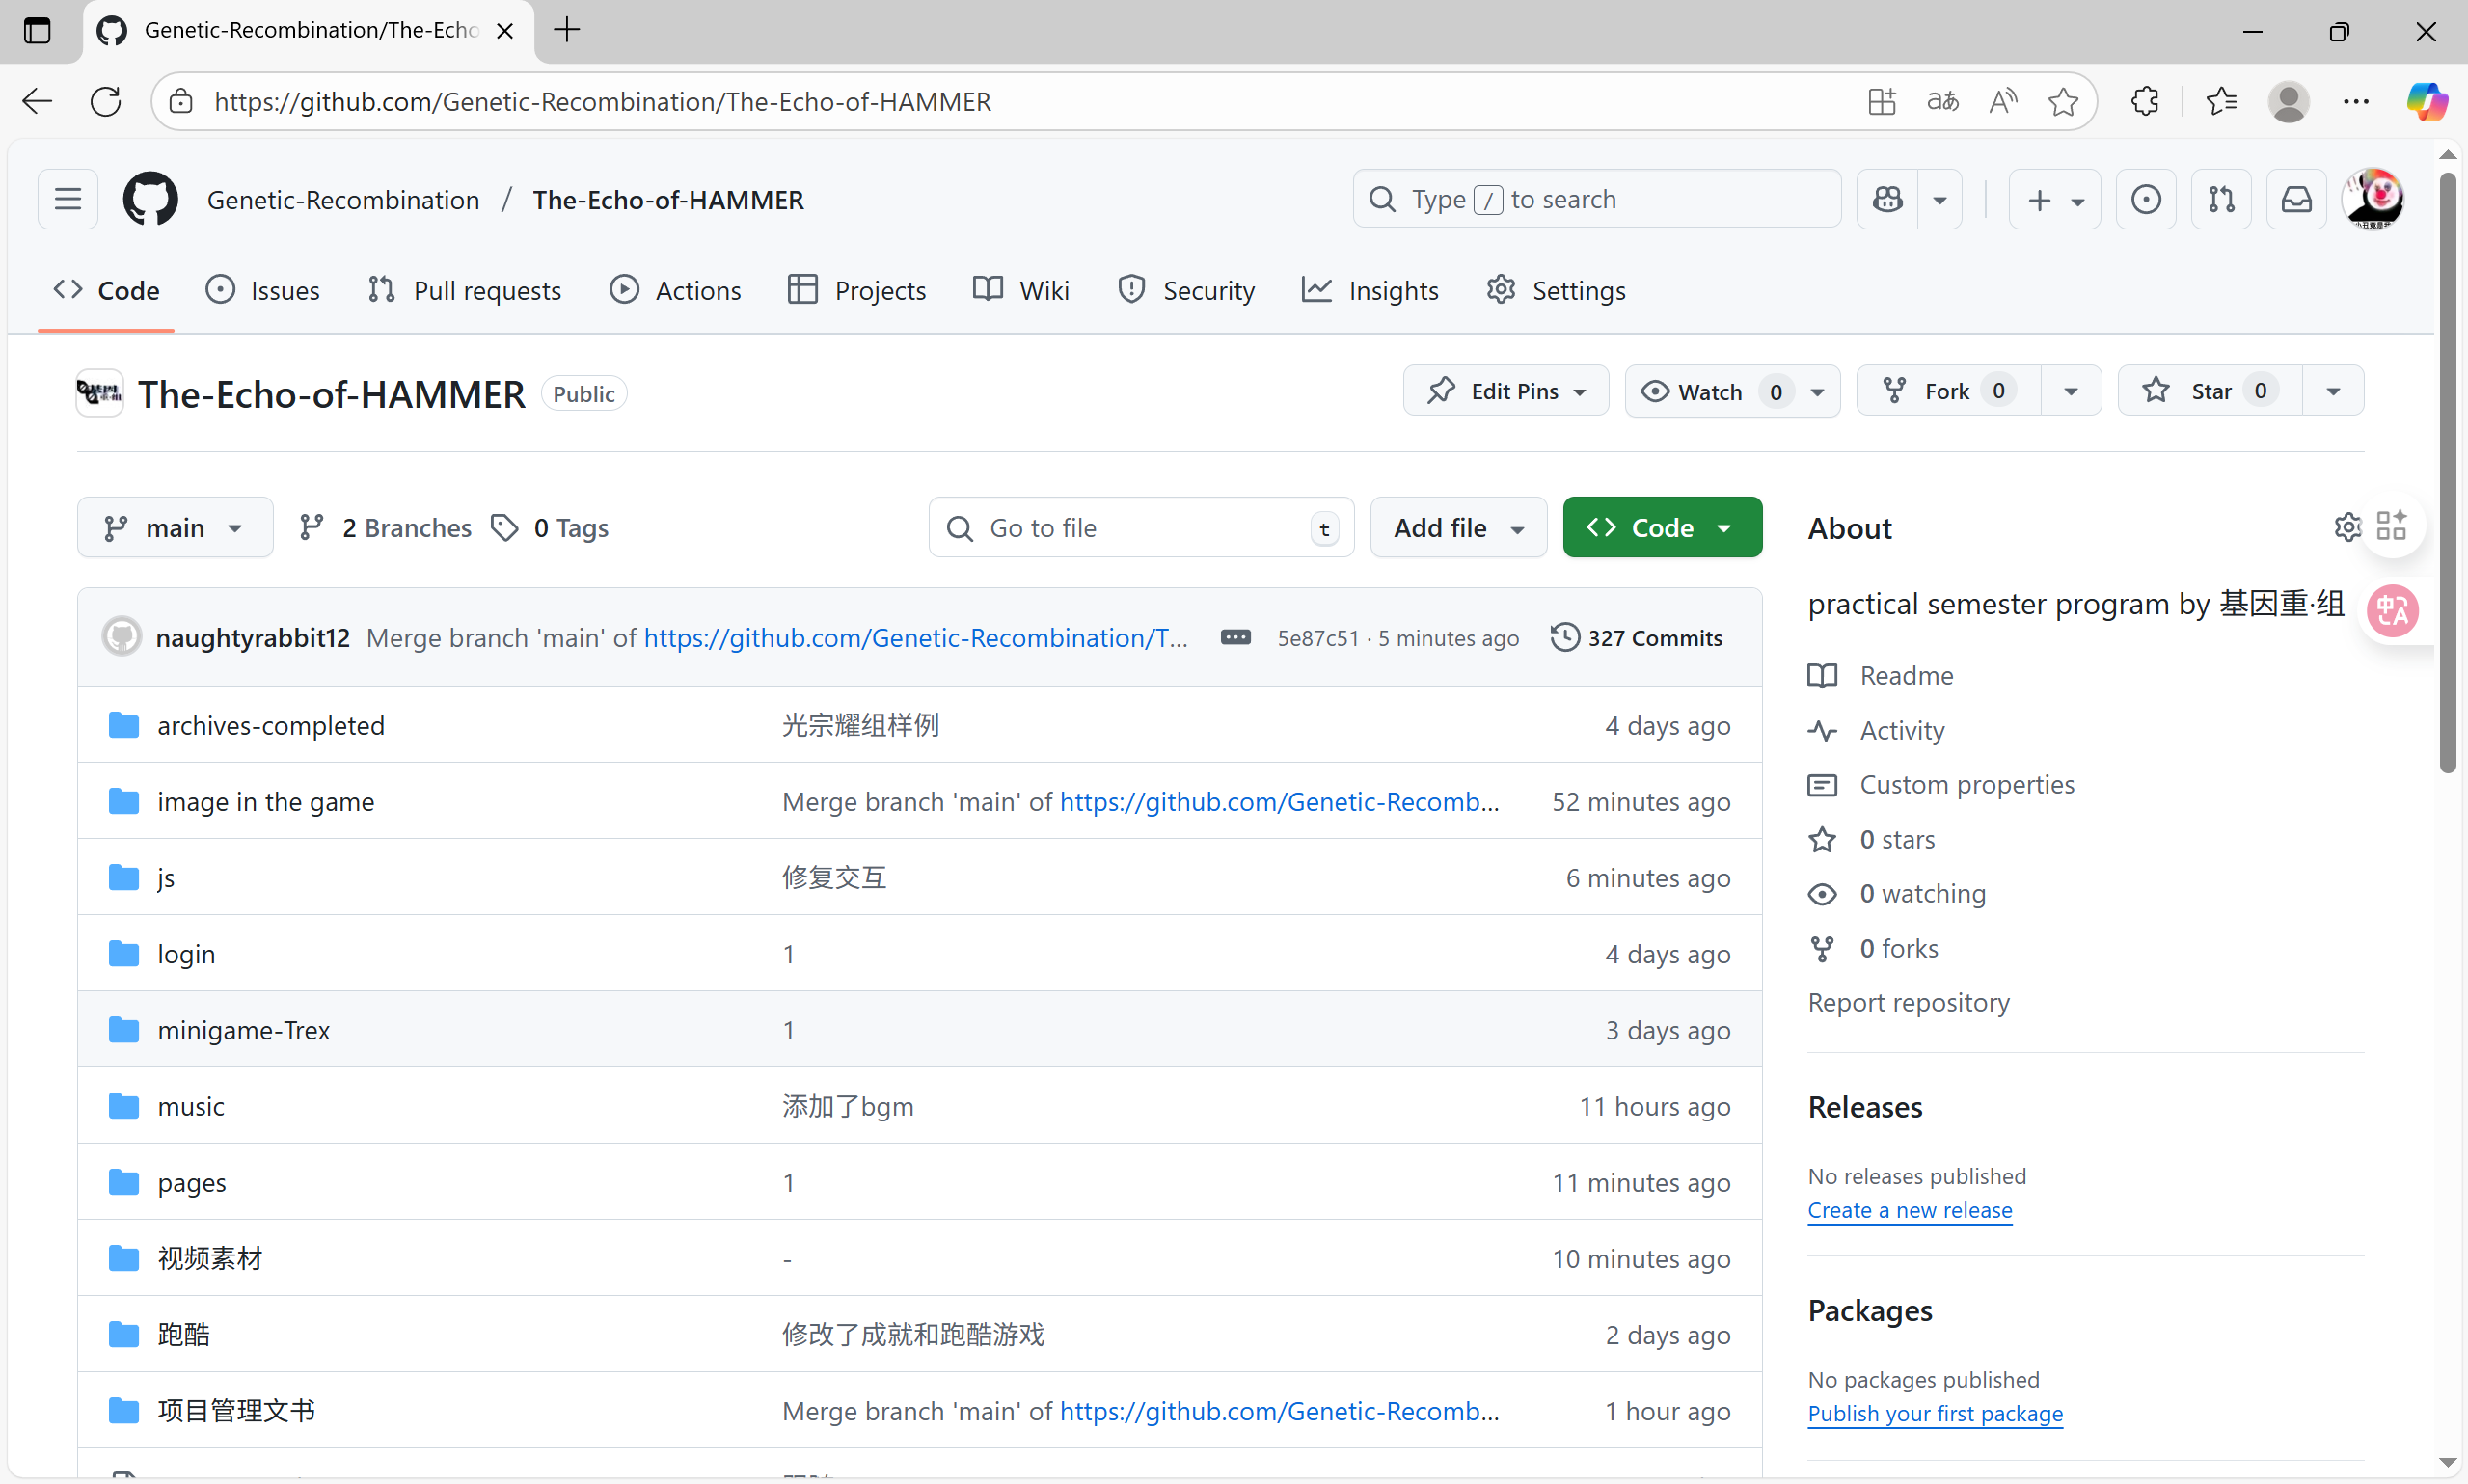 Genetic-Recombination/The-Echo
https://github.com/Genetic-Recombination/The-Echo-of-HAMMER
Genetic-Recombination / The-Echo-of-HAMMER
Type / to search
Code
Issues
Pull requests
Actions
Projects
Wiki
Security
Insights
Settings
The-Echo-of-HAMMER
Public
Edit Pins
Watch 0
Fork 0
Star 0
main
2 Branches
0 Tags
Go to file
t
Add file
Code
naughtyrabbit12 Merge branch 'main' of https://github.com/Genetic-Recombination/T... 5e87c51 · 5 minutes ago 327 Commits
archives-completed 光宗耀组样例 4 days ago
image in the game Merge branch 'main' of https://github.com/Genetic-Recomb... 52 minutes ago
js 修复交互 6 minutes ago
login 1 4 days ago
minigame-Trex 1 3 days ago
music 添加了bgm 11 hours ago
pages 1 11 minutes ago
视频素材 - 10 minutes ago
跑酷 修改了成就和跑酷游戏 2 days ago
项目管理文书 Merge branch 'main' of https://github.com/Genetic-Recomb... 1 hour ago
About
practical semester program by 基因重·组
Readme
Activity
Custom properties
0 stars
0 watching
0 forks
Report repository
Releases
No releases published
Create a new release
Packages
No packages published
Publish your first package